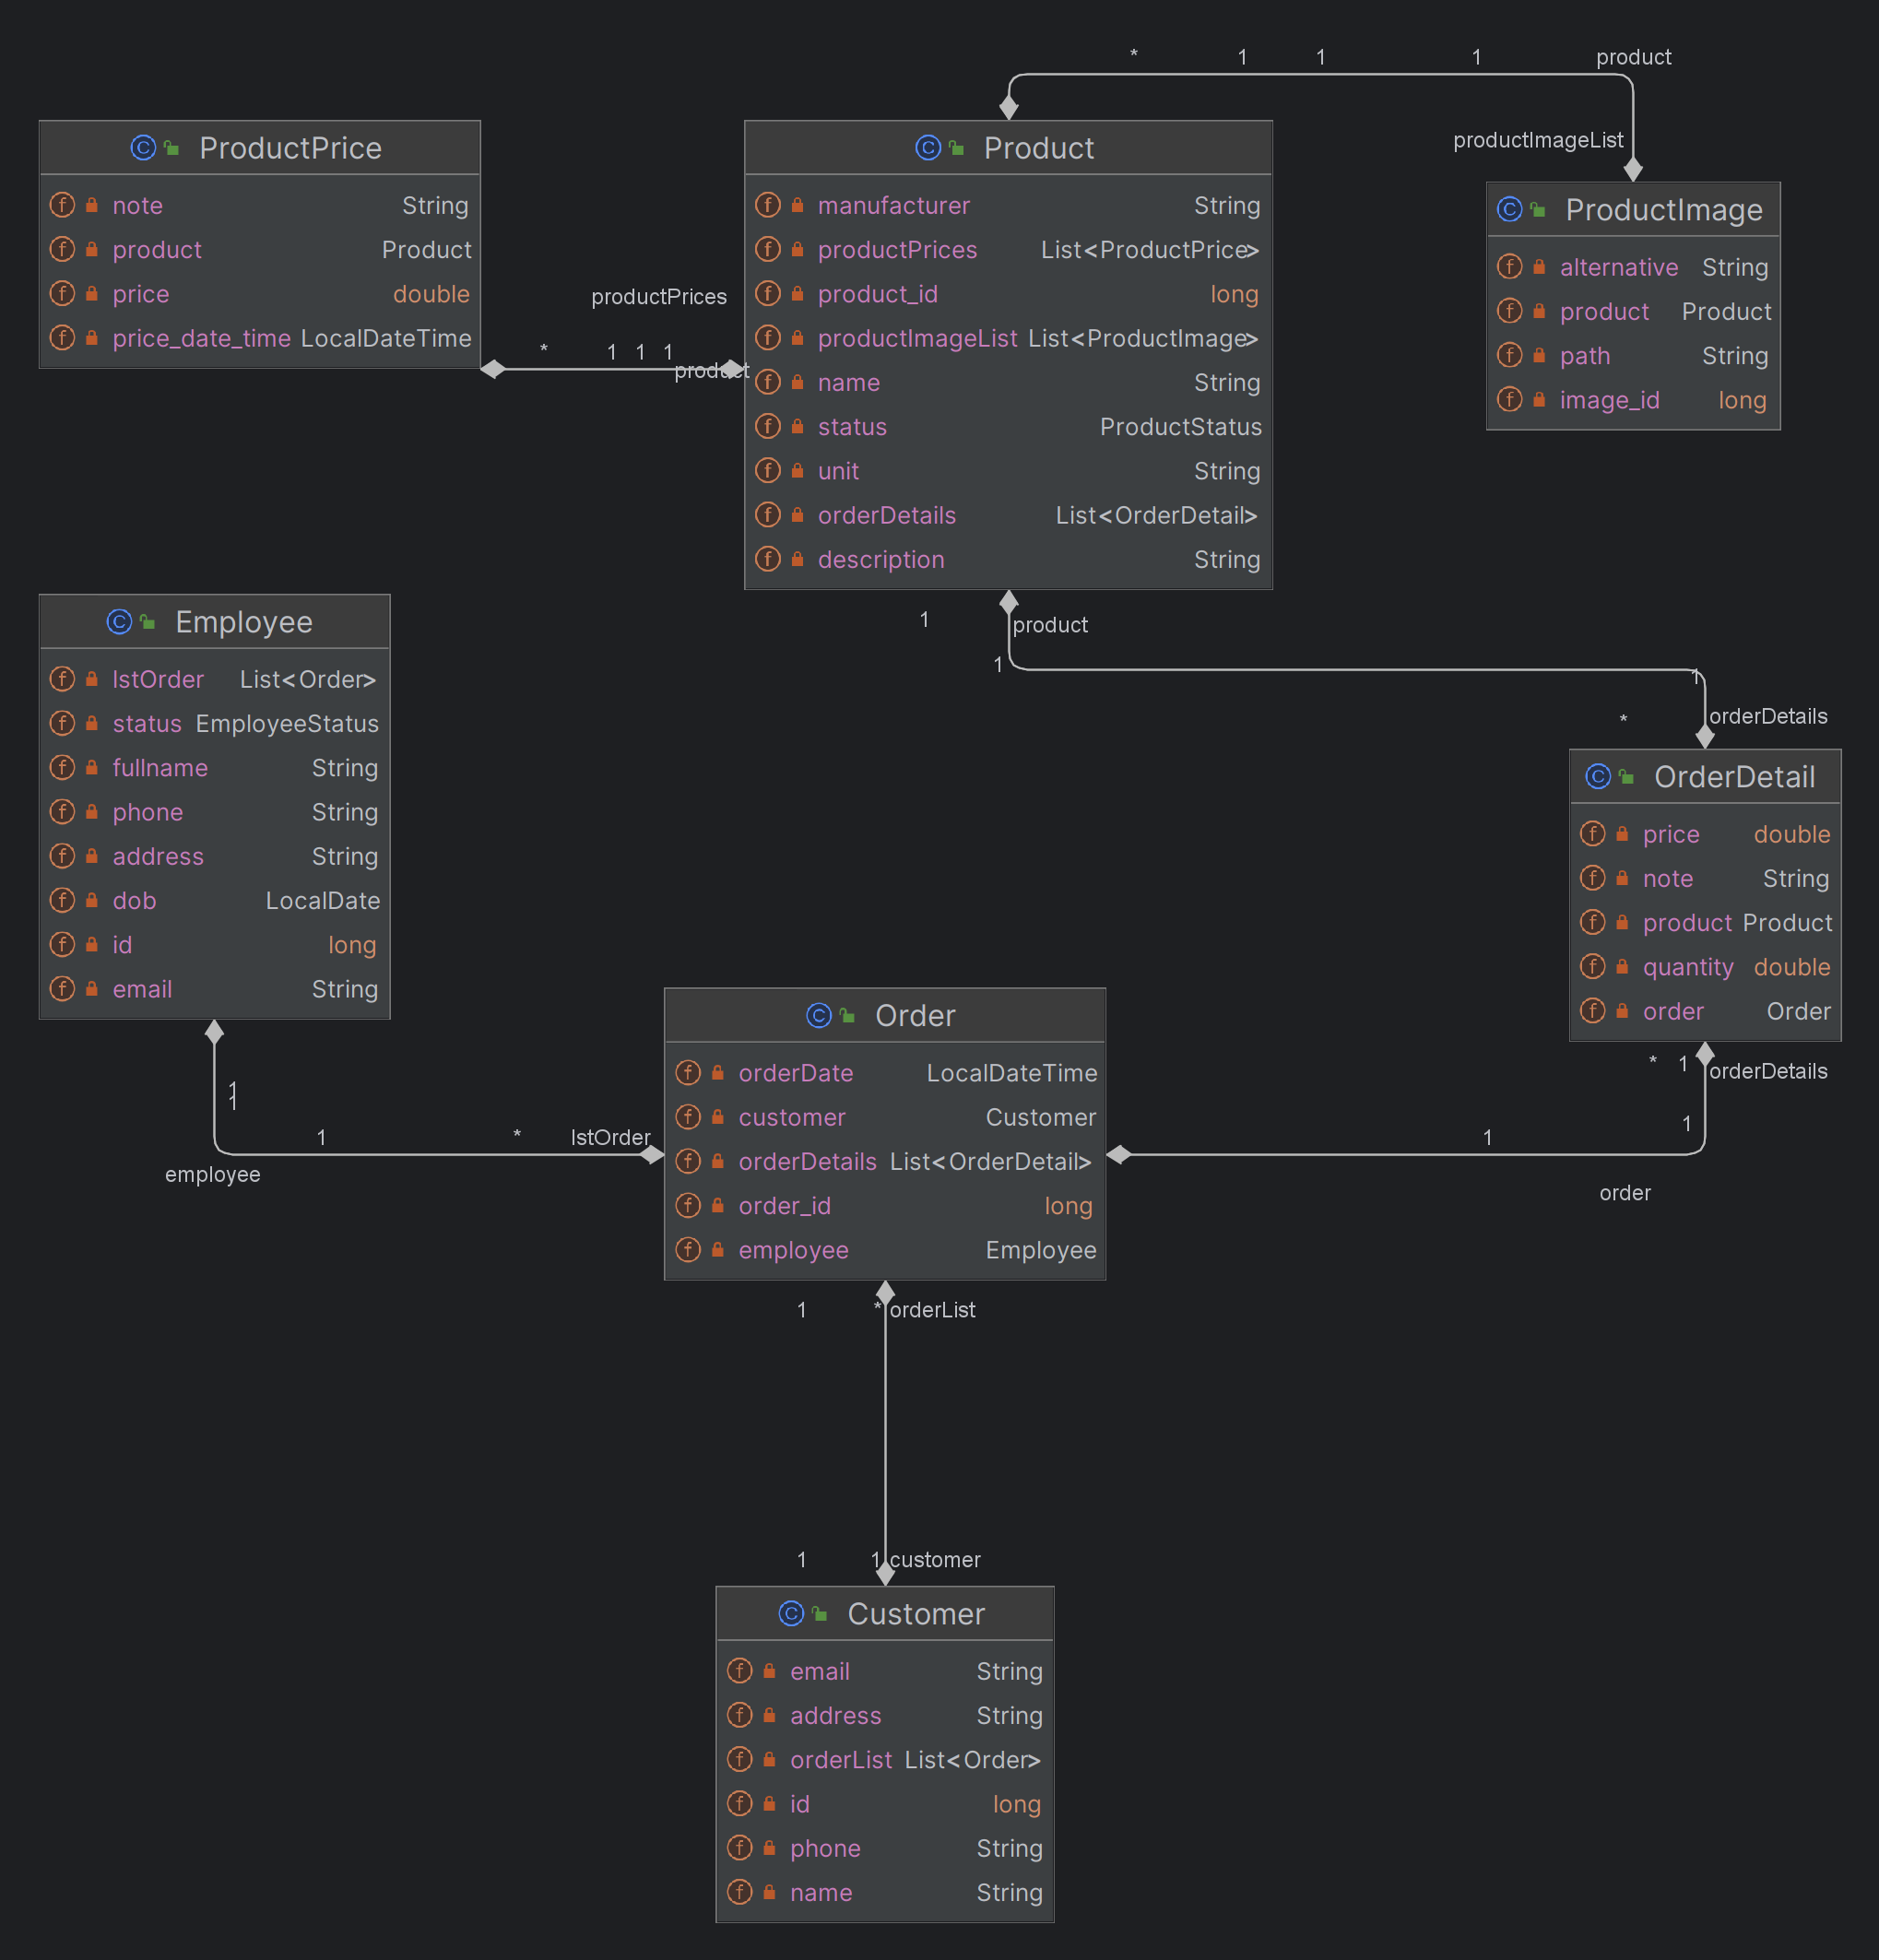 * 1 1 1 product
productImageList
ProductPrice
note String
product Product
price double
price_date_time LocalDateTime
productPrices
* 1 1 1
product
Product
manufacturer String
productPrices List<ProductPrice>
product_id long
productImageList List<ProductImage>
name String
status ProductStatus
unit String
orderDetails List<OrderDetail>
description String
ProductImage
alternative String
product Product
path String
image_id long
1 product
1 1
* orderDetails
Employee
lstOrder List<Order>
status EmployeeStatus
fullname String
phone String
address String
dob LocalDate
id long
email String
OrderDetail
price double
note String
product Product
quantity double
order Order
* 1 orderDetails
1
1
order
1
1
1 * lstOrder
employee
Order
orderDate LocalDateTime
customer Customer
orderDetails List<OrderDetail>
order_id long
employee Employee
1 * orderList
1 1 customer
Customer
email String
address String
orderList List<Order>
id long
phone String
name String